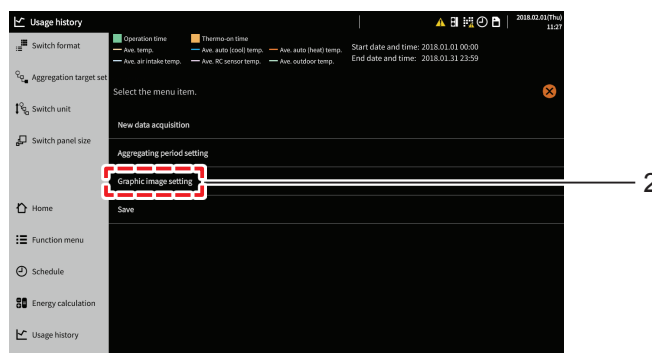 Usage history
2018.02.01(Thu)
11:27
Switch format
Aggregation target set
Switch unit
Switch panel size
Home
Function menu
Schedule
Energy calculation
Usage history
Operation time Thermo-on time
Ave. temp. Ave. auto (cool) temp. Ave. auto (heat) temp.
Ave. air intake temp. Ave. RC sensor temp. Ave. outdoor temp.
Start date and time: 2018.01.01 00:00
End date and time: 2018.01.31 23:59
Select the menu item.
New data acquisition
Aggregating period setting
Graphic image setting
Save
2